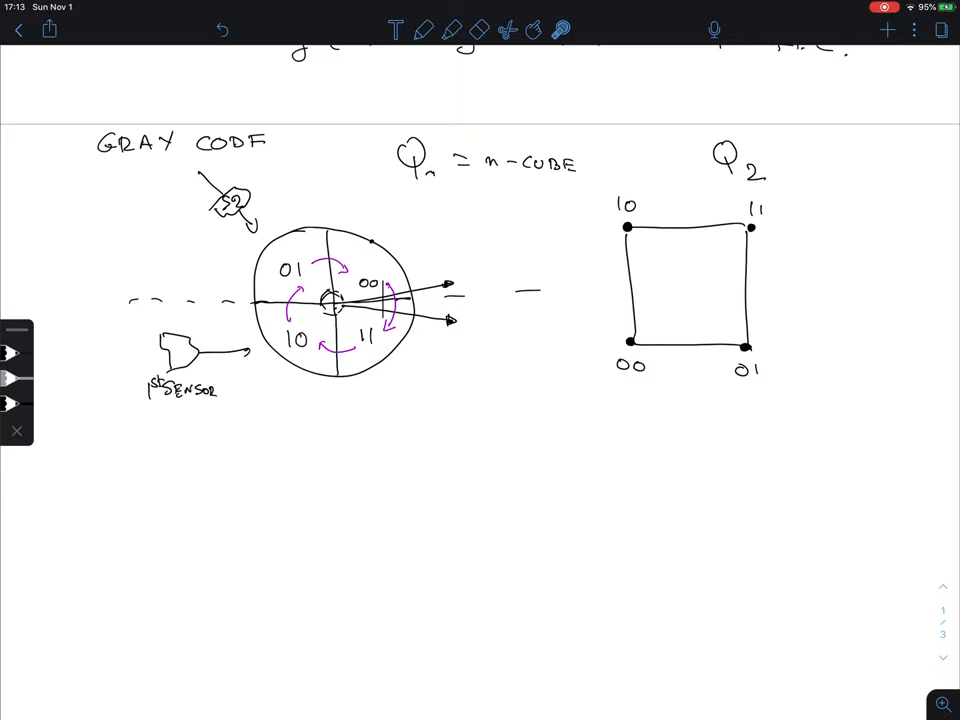 17:13 Sun Nov 1
95%
GRAY CODE
Qn = n-CUBE
Q2
S2
10
11
01
00
10
11
00
01
1st SENSOR
1
/
3